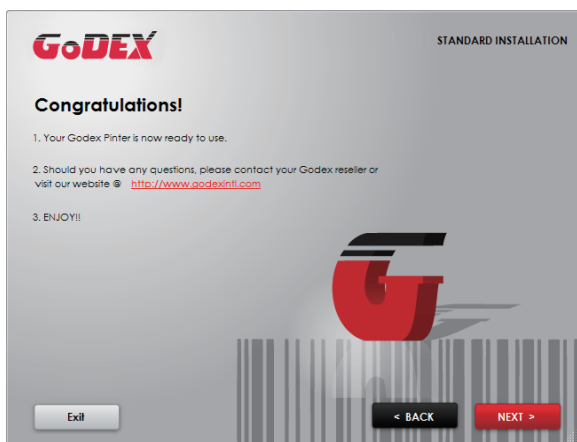 GoDEX
STANDARD INSTALLATION
Congratulations!
1. Your Godex Pinter is now ready to use.
2. Should you have any questions, please contact your Godex reseller or
visit our website @ http://www.godexintl.com
3. ENJOY!!
Exit
< BACK
NEXT >